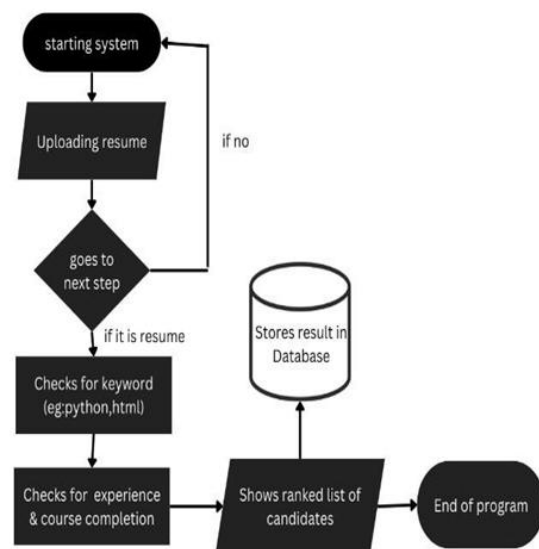 starting system
Uploading resume
if no
goes to
next step
if it is resume
Stores result in
Database
Checks for keyword
(eg:python,html)
Checks for experience
& course completion
Shows ranked list of
candidates
End of program